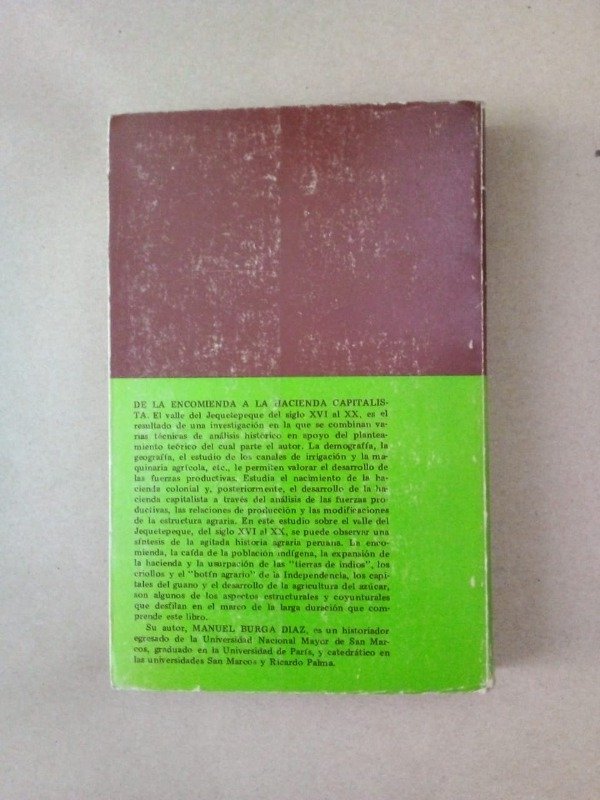 DE LA ENCOMIENDA A LA HACIENDA CAPITALIS-
TA. El valle del Jequetepeque del siglo XVI al XX, es el
resultado de una investigación en la que se combinan va-
rias técnicas de análisis histórico en apoyo del plantea-
miento teórico del cual parte el autor. La demografía, la
geografía, el estudio de los canales de irrigación y la ma-
quinaria agrícola, etc., le permiten valorar el desarrollo de
las fuerzas productivas. Estudia el nacimiento de la ha-
cienda colonial y, posteriormente, el desarrollo de la ha-
cienda capitalista a través del análisis de las fuerzas pro-
ductivas, las relaciones de producción y las modificaciones
de la estructura agraria. En este estudio sobre el valle del
Jequetepeque, del siglo XVI al XX, se puede observar una
síntesis de la agitada historia agraria peruana. La enco-
mienda, la caída de la población indígena, la expansión de
la hacienda y la usurpación de las "tierras de indios", los
criollos y el "botín agrario" de la Independencia, los capi-
tales del guano y el desarrollo de la agricultura del azúcar,
son algunos de los aspectos estructurales y coyunturales
que desfilan en el marco de la larga duración que com-
prende este libro.
Su autor, MANUEL BURGA DIAZ, es un historiador
egresado de la Universidad Nacional Mayor de San Mar-
cos, graduado en la Universidad de París, y catedrático en
las universidades San Marcos y Ricardo Palma.